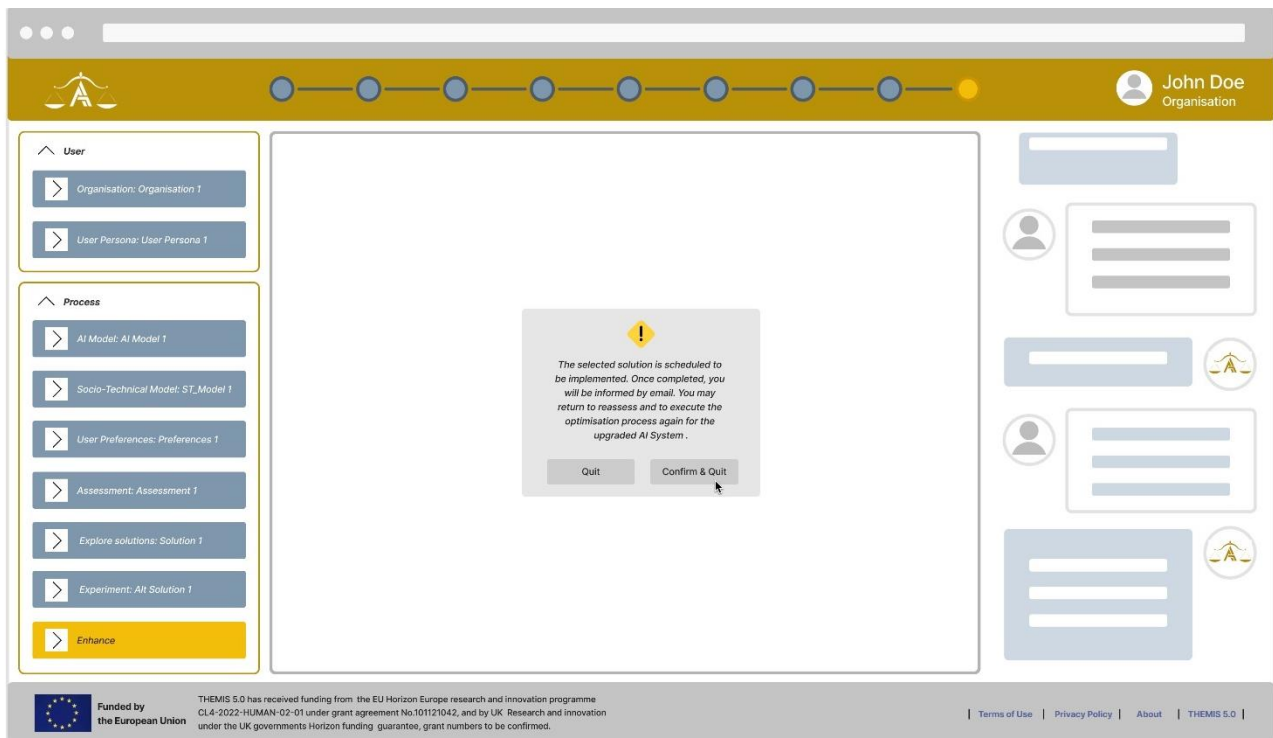 John Doe
Organisation
User
Organisation: Organisation 1
User Persona: User Persona 1
Process
AI Model: AI Model 1
Socio-Technical Model: ST_Model 1
User Preferences: Preferences 1
Assessment: Assessment 1
Explore solutions: Solution 1
Experiment: Alt Solution 1
Enhance
!
The selected solution is scheduled to
be implemented. Once completed, you
will be informed by email. You may
return to reassess and to execute the
optimisation process again for the
upgraded AI System .
Quit
Confirm & Quit
Funded by
the European Union
THEMIS 5.0 has received funding from the EU Horizon Europe research and innovation programme
CL4-2022-HUMAN-02-01 under grant agreement No.101121042, and by UK Research and innovation
under the UK governments Horizon funding guarantee, grant numbers to be confirmed.
| Terms of Use | Privacy Policy | About | THEMIS 5.0 |